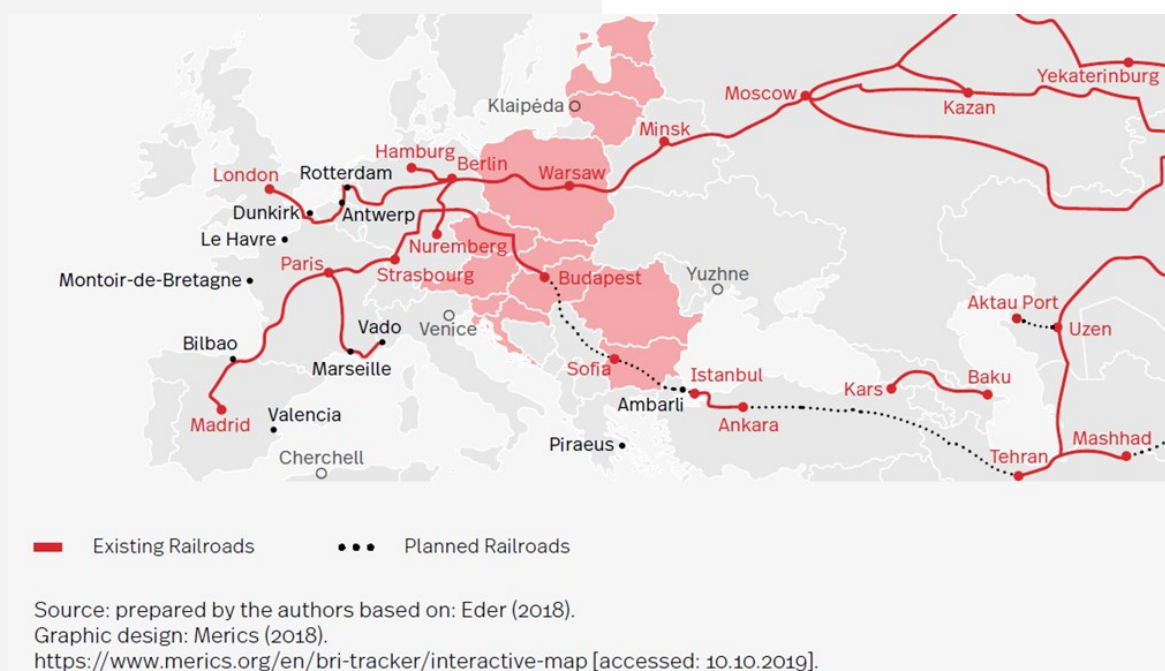 Yekaterinburg
Moscow
Kazan
Klaipėda
Minsk
Hamburg
Berlin
Rotterdam
London
Warsaw
Dunkirk
Antwerp
Le Havre
Nuremberg
Paris
Strasbourg
Budapest
Yuzhne
Montoir-de-Bretagne
Aktau Port
Uzen
Venice
Vado
Bilbao
Marseille
Sofia
Istanbul
Kars
Baku
Ambarli
Ankara
Madrid
Valencia
Piraeus
Mashhad
Tehran
Cherchell
Existing Railroads
Planned Railroads
Source: prepared by the authors based on: Eder (2018).
Graphic design: Merics (2018).
https://www.merics.org/en/bri-tracker/interactive-map [accessed: 10.10.2019].